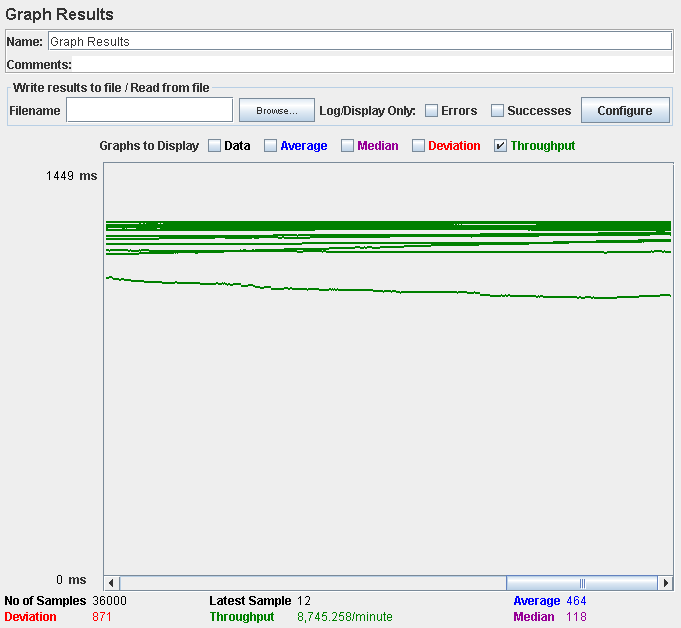 Graph Results
Name: Graph Results
Comments:
Write results to file / Read from file
Filename Browse... Log/Display Only: Errors Successes Configure
Graphs to Display Data Average Median Deviation Throughput
1449 ms
0 ms
No of Samples 36000 Latest Sample 12 Average 464
Deviation 871 Throughput 8,745.258/minute Median 118